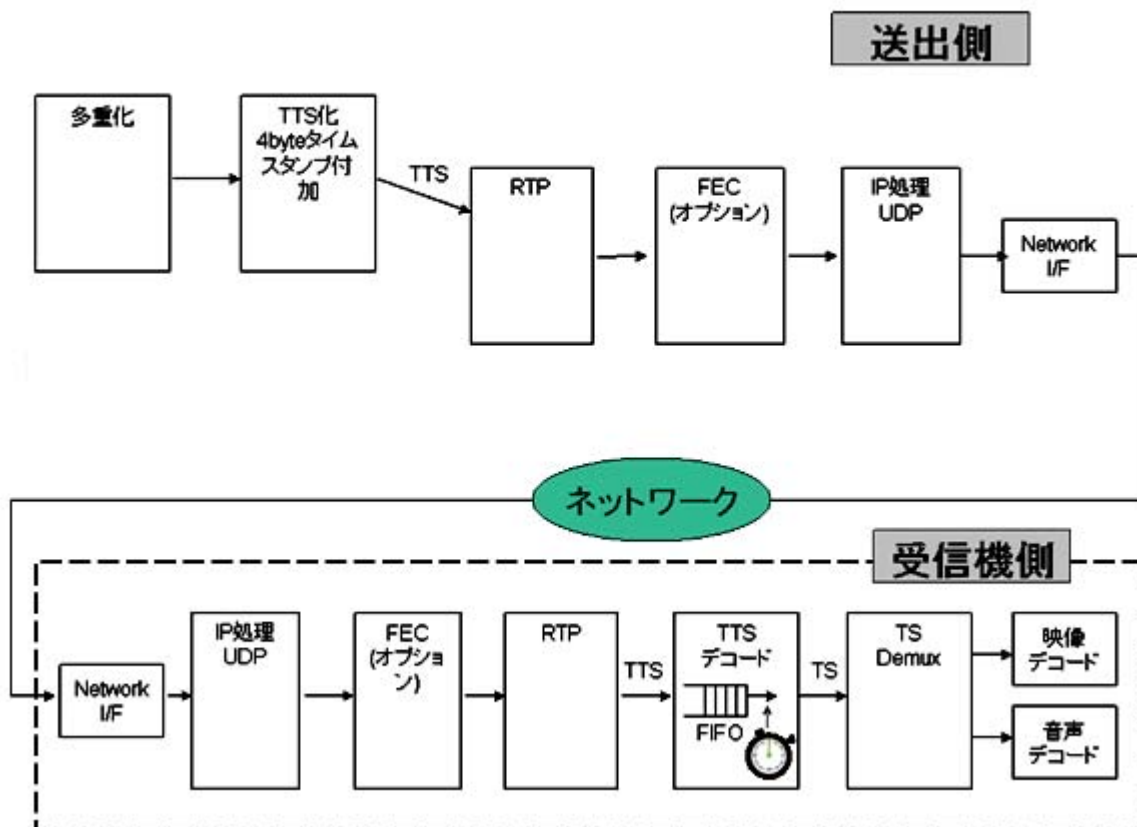 送出側
多重化
TTS化
4byteタイム
スタンプ付
加
TTS
RTP
FEC
(オプション)
IP処理
UDP
Network
I/F
ネットワーク
受信機側
Network
I/F
IP処理
UDP
FEC
(オプショ
ン)
RTP
TTS
TTS
デコード
FIFO
TS
TS
Demux
映像
デコード
音声
デコード